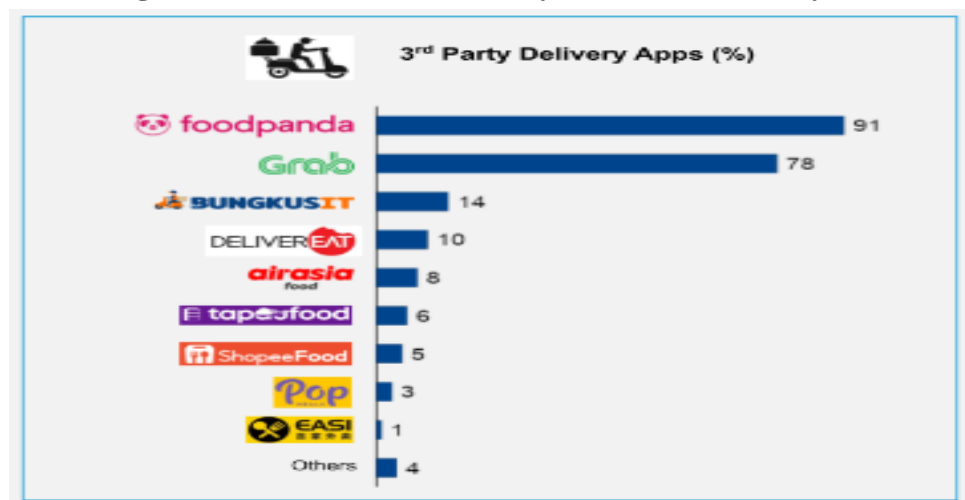 3rd Party Delivery Apps (%)
foodpanda 91
Grab 78
BUNGKUSIT 14
DELIVEREAT 10
airasia
food 8
tapaufood 6
ShopeeFood 5
Pop 3
EASI 1
Others 4